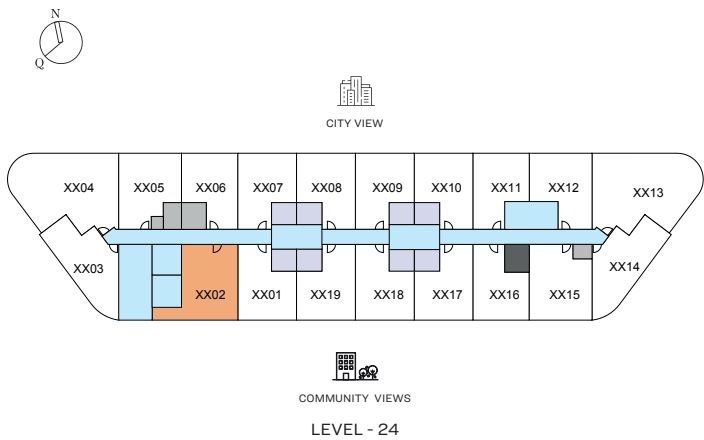 N
Q
CITY VIEW
XX04 XX05 XX06 XX07 XX08 XX09 XX10 XX11 XX12 XX13
XX03 XX14
XX02 XX01 XX19 XX18 XX17 XX16 XX15
COMMUNITY VIEWS
LEVEL - 24